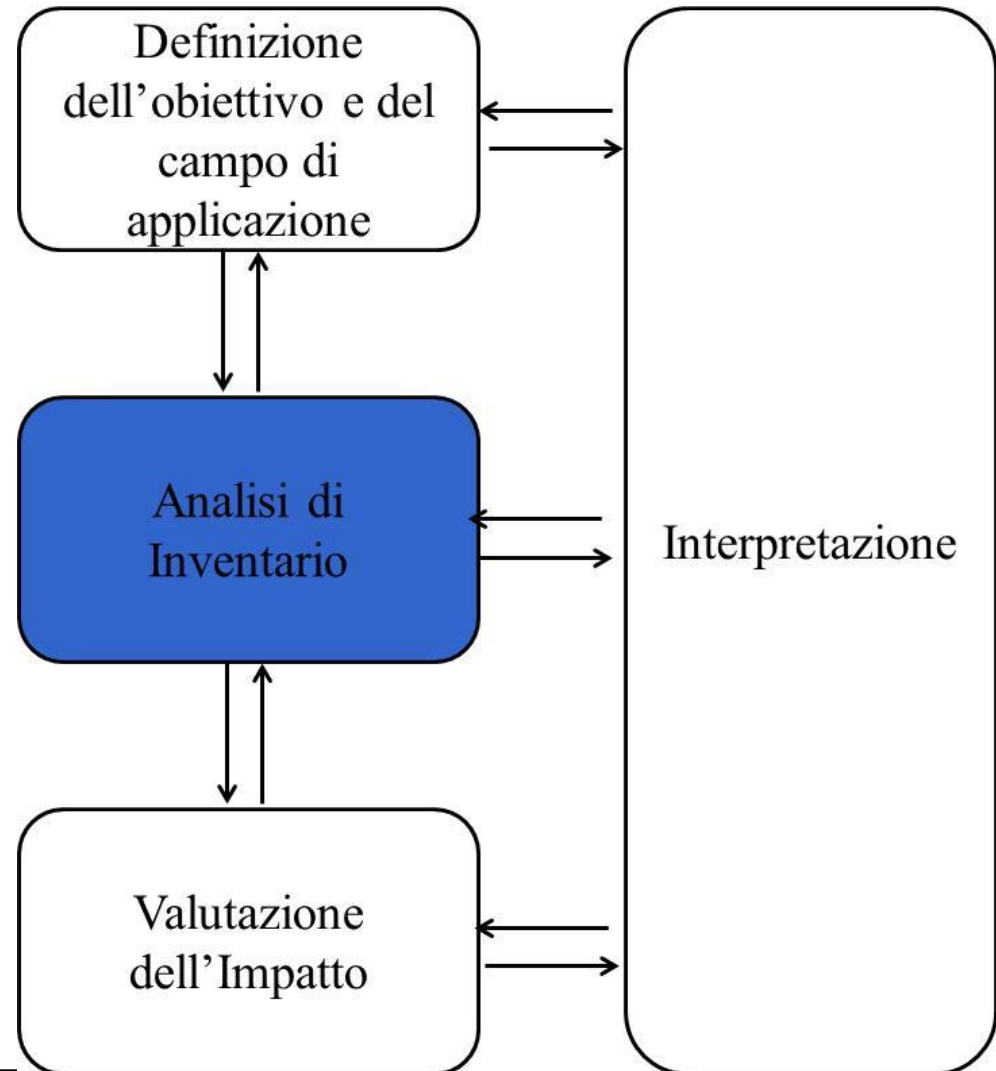 Definizione
dell’obiettivo e del
campo di
applicazione
Analisi di
Inventario
Interpretazione
Valutazione
dell’Impatto